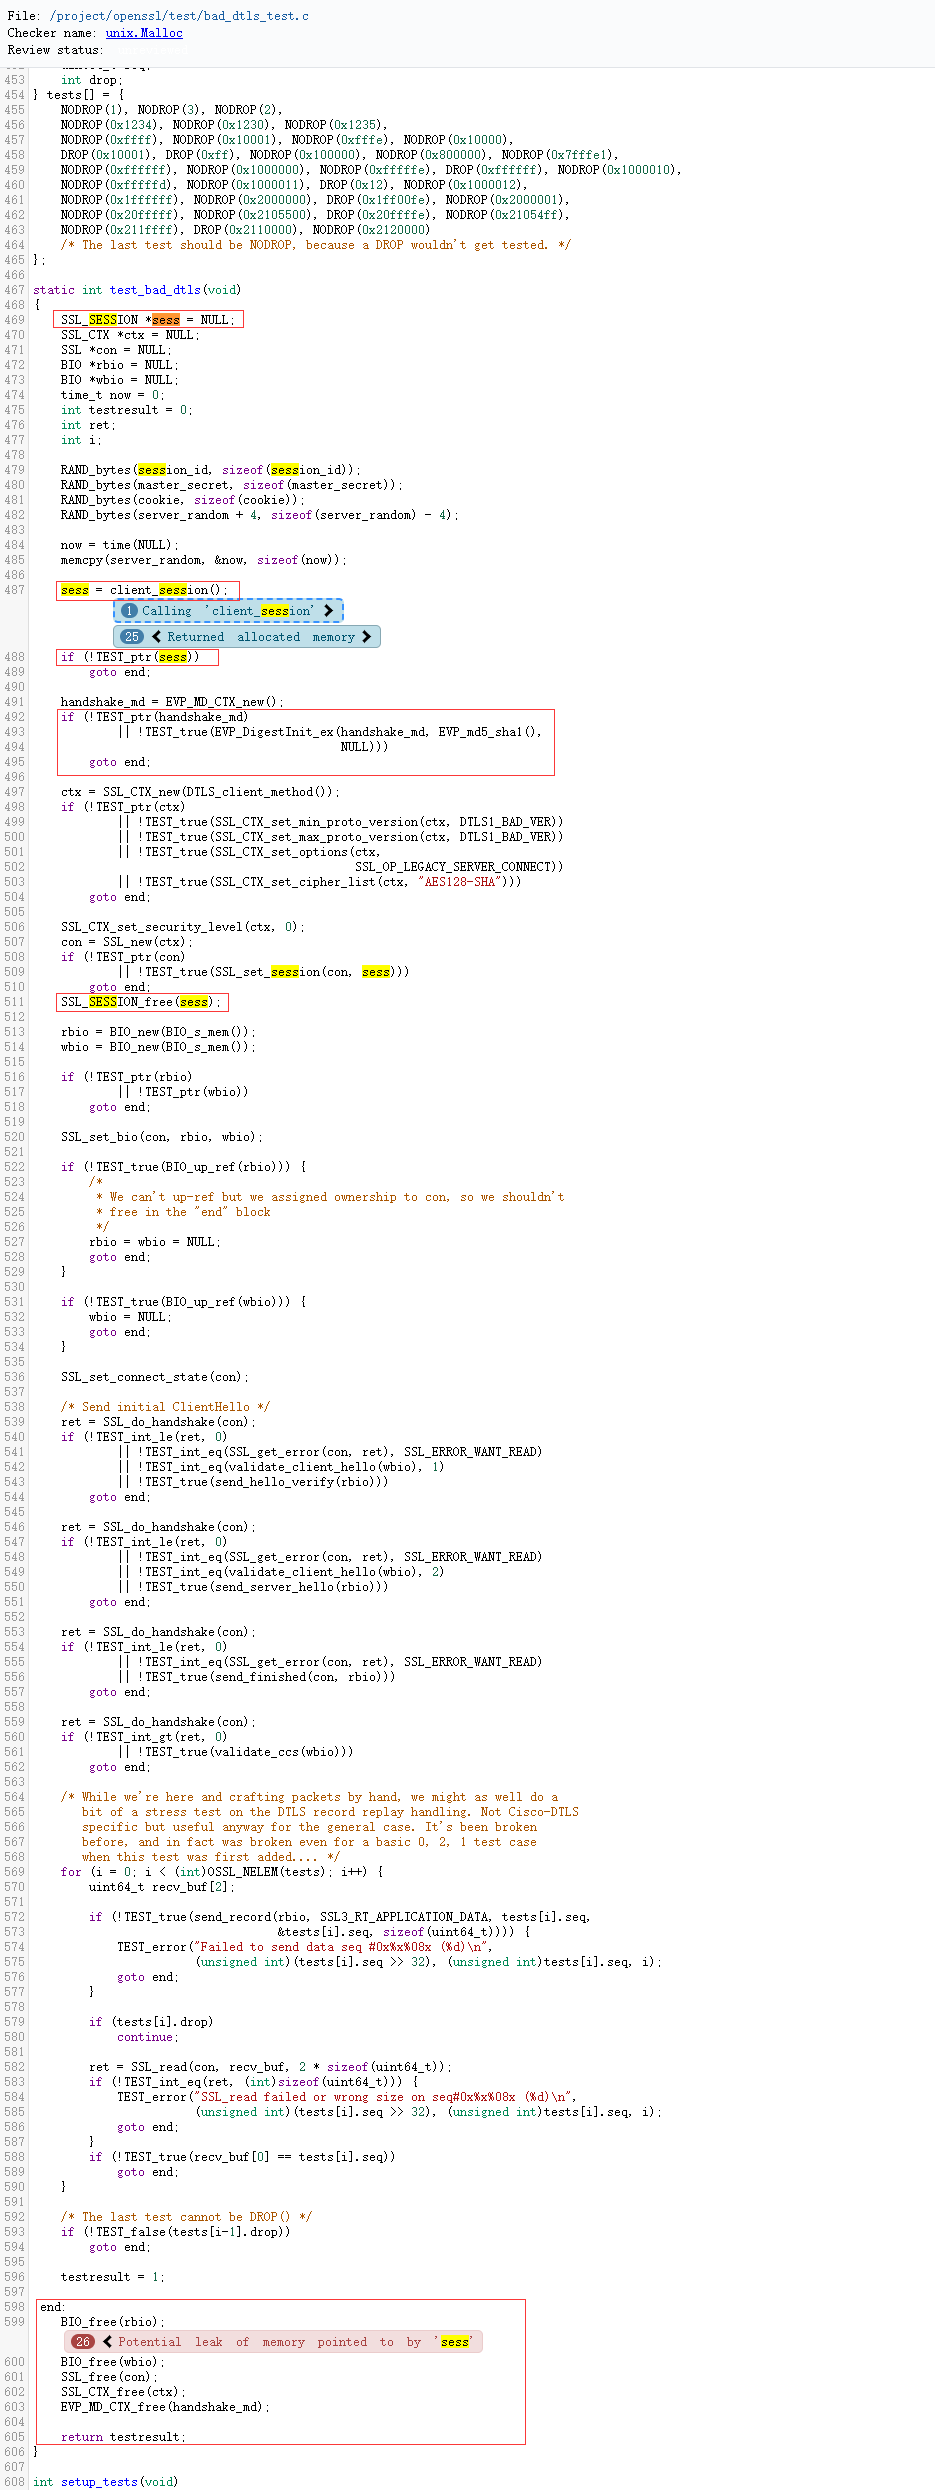 File: /project/openssl/test/bad_dtls_test.c
Checker name: unix.Malloc
Review status:
453 int drop;
454 } tests[] = {
455 NODROP(1), NODROP(3), NODROP(2),
456 NODROP(0x1234), NODROP(0x1230), NODROP(0x1235),
457 NODROP(0xffff), NODROP(0x10001), NODROP(0xfffe), NODROP(0x10000),
458 DROP(0x10001), DROP(0xff), NODROP(0x100000), NODROP(0x800000), NODROP(0x7fffe1),
459 NODROP(0xffffff), NODROP(0x1000000), NODROP(0xfffffe), DROP(0xffffff), NODROP(0x1000010),
460 NODROP(0xfffffd), NODROP(0x1000011), DROP(0x12), NODROP(0x1000012),
461 NODROP(0x1ffffff), NODROP(0x2000000), DROP(0x1ff00fe), NODROP(0x2000001),
462 NODROP(0x20fffff), NODROP(0x2105500), DROP(0x20ffffe), NODROP(0x21054ff),
463 NODROP(0x211ffff), DROP(0x2110000), NODROP(0x2120000)
464 /* The last test should be NODROP, because a DROP wouldn't get tested. */
465 };
466
467 static int test_bad_dtls(void)
468 {
469 SSL_SESSION *sess = NULL;
470 SSL_CTX *ctx = NULL;
471 SSL *con = NULL;
472 BIO *rbio = NULL;
473 BIO *wbio = NULL;
474 time_t now = 0;
475 int testresult = 0;
476 int ret;
477 int i;
478
479 RAND_bytes(session_id, sizeof(session_id));
480 RAND_bytes(master_secret, sizeof(master_secret));
481 RAND_bytes(cookie, sizeof(cookie));
482 RAND_bytes(server_random + 4, sizeof(server_random) - 4);
483
484 now = time(NULL);
485 memcpy(server_random, &now, sizeof(now));
486
487 sess = client_session();
1 Calling 'client_session'
25 Returned allocated memory
488 if (!TEST_ptr(sess))
489 goto end;
490
491 handshake_md = EVP_MD_CTX_new();
492 if (!TEST_ptr(handshake_md)
493 || !TEST_true(EVP_DigestInit_ex(handshake_md, EVP_md5_sha1(),
494 NULL)))
495 goto end;
496
497 ctx = SSL_CTX_new(DTLS_client_method());
498 if (!TEST_ptr(ctx)
499 || !TEST_true(SSL_CTX_set_min_proto_version(ctx, DTLS1_BAD_VER))
500 || !TEST_true(SSL_CTX_set_max_proto_version(ctx, DTLS1_BAD_VER))
501 || !TEST_true(SSL_CTX_set_options(ctx,
502 SSL_OP_LEGACY_SERVER_CONNECT))
503 || !TEST_true(SSL_CTX_set_cipher_list(ctx, "AES128-SHA")))
504 goto end;
505
506 SSL_CTX_set_security_level(ctx, 0);
507 con = SSL_new(ctx);
508 if (!TEST_ptr(con)
509 || !TEST_true(SSL_set_session(con, sess)))
510 goto end;
511 SSL_SESSION_free(sess);
512
513 rbio = BIO_new(BIO_s_mem());
514 wbio = BIO_new(BIO_s_mem());
515
516 if (!TEST_ptr(rbio)
517 || !TEST_ptr(wbio))
518 goto end;
519
520 SSL_set_bio(con, rbio, wbio);
521
522 if (!TEST_true(BIO_up_ref(rbio))) {
523 /*
524 * We can't up-ref but we assigned ownership to con, so we shouldn't
525 * free in the "end" block
526 */
527 rbio = wbio = NULL;
528 goto end;
529 }
530
531 if (!TEST_true(BIO_up_ref(wbio))) {
532 wbio = NULL;
533 goto end;
534 }
535
536 SSL_set_connect_state(con);
537
538 /* Send initial ClientHello */
539 ret = SSL_do_handshake(con);
540 if (!TEST_int_le(ret, 0)
541 || !TEST_int_eq(SSL_get_error(con, ret), SSL_ERROR_WANT_READ)
542 || !TEST_int_eq(validate_client_hello(wbio), 1)
543 || !TEST_true(send_hello_verify(rbio)))
544 goto end;
545
546 ret = SSL_do_handshake(con);
547 if (!TEST_int_le(ret, 0)
548 || !TEST_int_eq(SSL_get_error(con, ret), SSL_ERROR_WANT_READ)
549 || !TEST_int_eq(validate_client_hello(wbio), 2)
550 || !TEST_true(send_server_hello(rbio)))
551 goto end;
552
553 ret = SSL_do_handshake(con);
554 if (!TEST_int_le(ret, 0)
555 || !TEST_int_eq(SSL_get_error(con, ret), SSL_ERROR_WANT_READ)
556 || !TEST_true(send_finished(con, rbio)))
557 goto end;
558
559 ret = SSL_do_handshake(con);
560 if (!TEST_int_gt(ret, 0)
561 || !TEST_true(validate_ccs(wbio)))
562 goto end;
563
564 /* While we're here and crafting packets by hand, we might as well do a
565 bit of a stress test on the DTLS record replay handling. Not Cisco-DTLS
566 specific but useful anyway for the general case. It's been broken
567 before, and in fact was broken even for a basic 0, 2, 1 test case
568 when this test was first added.... */
569 for (i = 0; i < (int)OSSL_NELEM(tests); i++) {
570 uint64_t recv_buf[2];
571
572 if (!TEST_true(send_record(rbio, SSL3_RT_APPLICATION_DATA, tests[i].seq,
573 &tests[i].seq, sizeof(uint64_t)))) {
574 TEST_error("Failed to send data seq #0x%x%08x (%d)\n",
575 (unsigned int)(tests[i].seq >> 32), (unsigned int)tests[i].seq, i);
576 goto end;
577 }
578
579 if (tests[i].drop)
580 continue;
581
582 ret = SSL_read(con, recv_buf, 2 * sizeof(uint64_t));
583 if (!TEST_int_eq(ret, (int)sizeof(uint64_t))) {
584 TEST_error("SSL_read failed or wrong size on seq#0x%x%08x (%d)\n",
585 (unsigned int)(tests[i].seq >> 32), (unsigned int)tests[i].seq, i);
586 goto end;
587 }
588 if (!TEST_true(recv_buf[0] == tests[i].seq))
589 goto end;
590 }
591
592 /* The last test cannot be DROP() */
593 if (!TEST_false(tests[i-1].drop))
594 goto end;
595
596 testresult = 1;
597
598 end:
599 BIO_free(rbio);
26 Potential leak of memory pointed to by 'sess'
600 BIO_free(wbio);
601 SSL_free(con);
602 SSL_CTX_free(ctx);
603 EVP_MD_CTX_free(handshake_md);
604
605 return testresult;
606 }
607
608 int setup_tests(void)